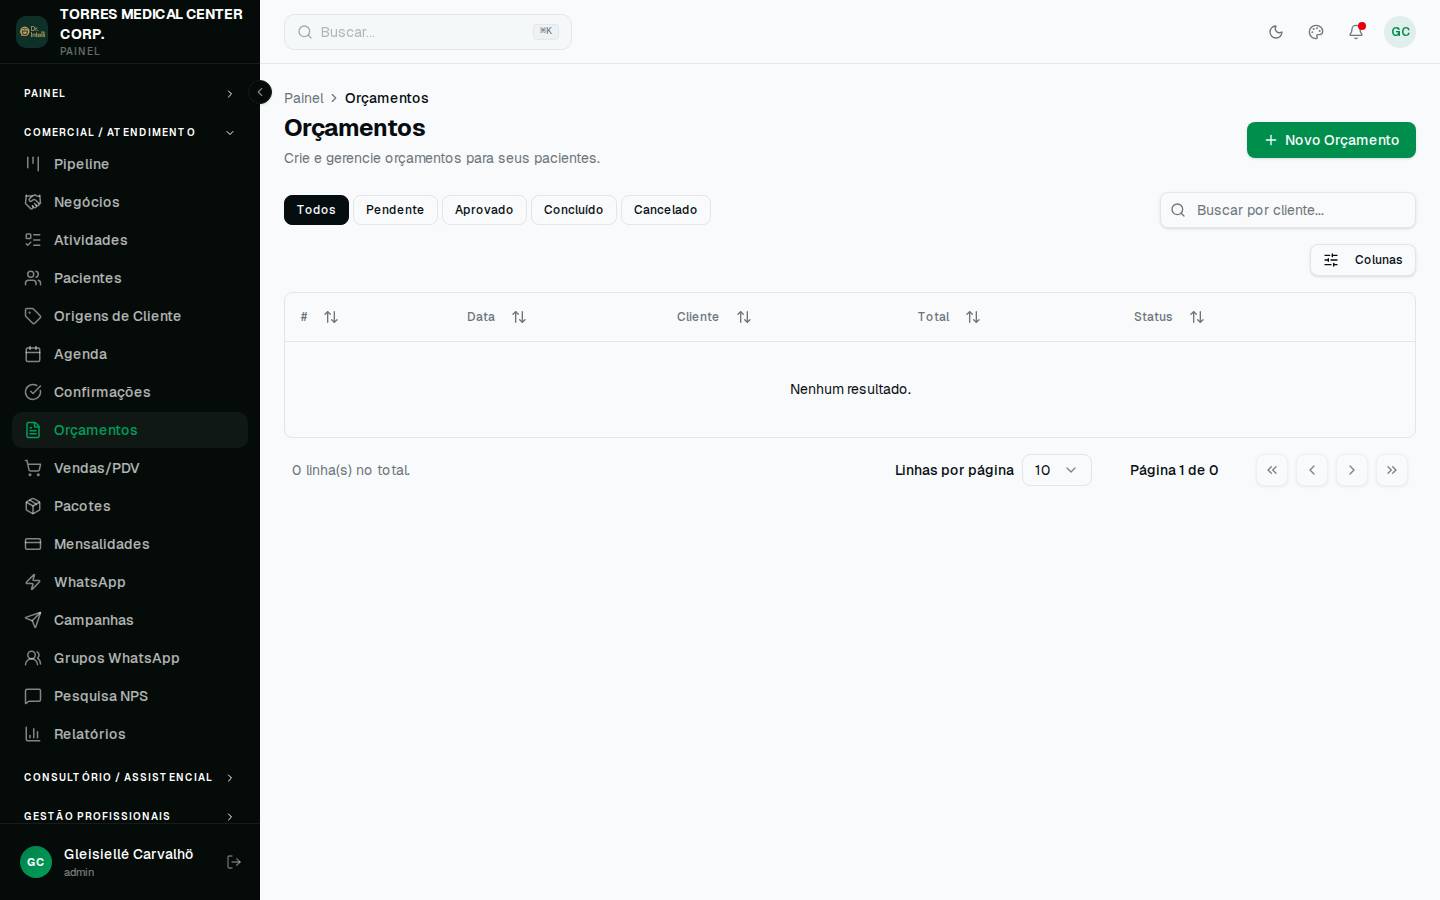 TORRES MEDICAL CENTER
CORP.
PAINEL
PAINEL
COMERCIAL / ATENDIMENTO
Pipeline
Negócios
Atividades
Pacientes
Origens de Cliente
Agenda
Confirmações
Orçamentos
Vendas/PDV
Pacotes
Mensalidades
WhatsApp
Campanhas
Grupos WhatsApp
Pesquisa NPS
Relatórios
CONSULTÓRIO / ASSISTENCIAL
GESTÃO PROFISSIONAIS
GC Gleisiellé Carvalhö
admin
Buscar... ⌘K
GC
Painel > Orçamentos
Orçamentos
Crie e gerencie orçamentos para seus pacientes.
+ Novo Orçamento
Todos Pendente Aprovado Concluído Cancelado
Buscar por cliente...
Colunas
# Data Cliente Total Status
Nenhum resultado.
0 linha(s) no total.
Linhas por página 10 Página 1 de 0